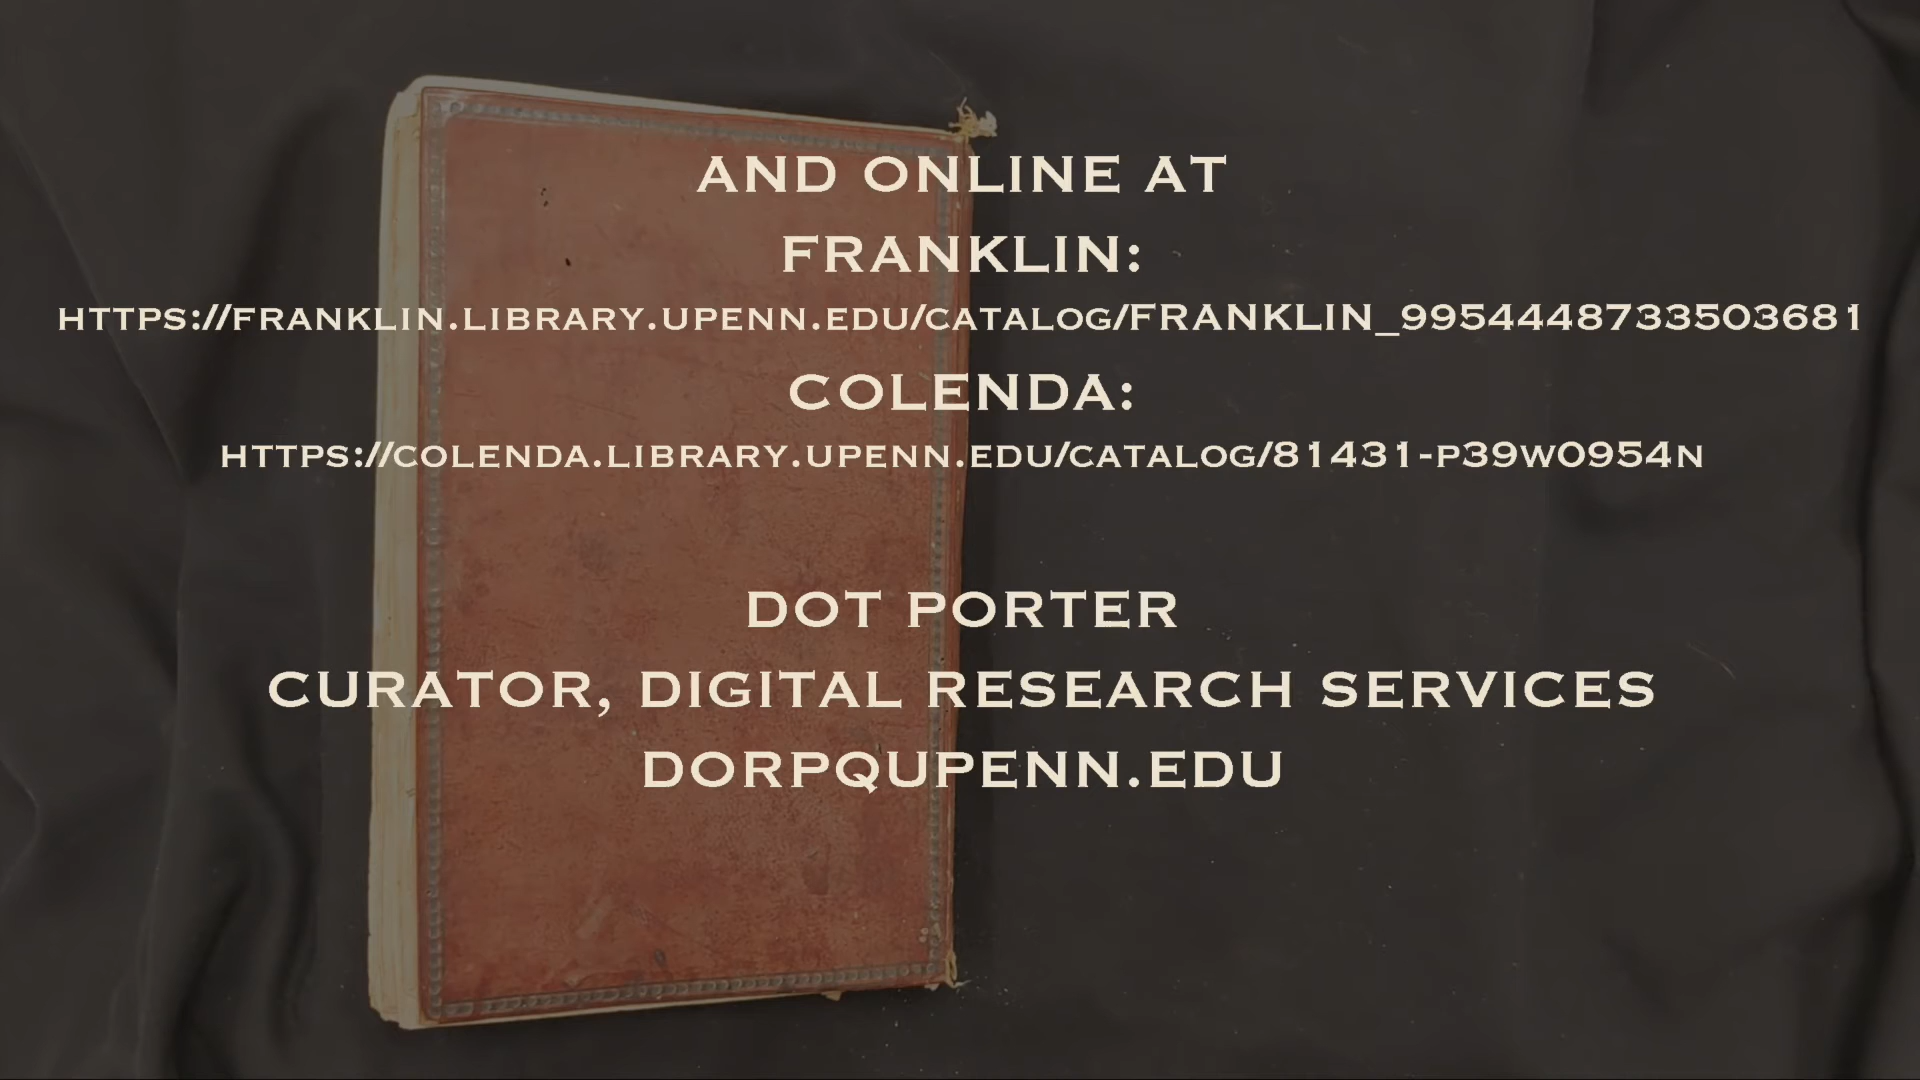 AND ONLINE AT
FRANKLIN:
HTTPS://FRANKLIN.LIBRARY.UPENN.EDU/CATALOG/FRANKLIN_9954448733503681
COLENDA:
HTTPS://COLENDA.LIBRARY.UPENN.EDU/CATALOG/81431-P39W0954N
DOT PORTER
CURATOR, DIGITAL RESEARCH SERVICES
DORPQUPENN.EDU